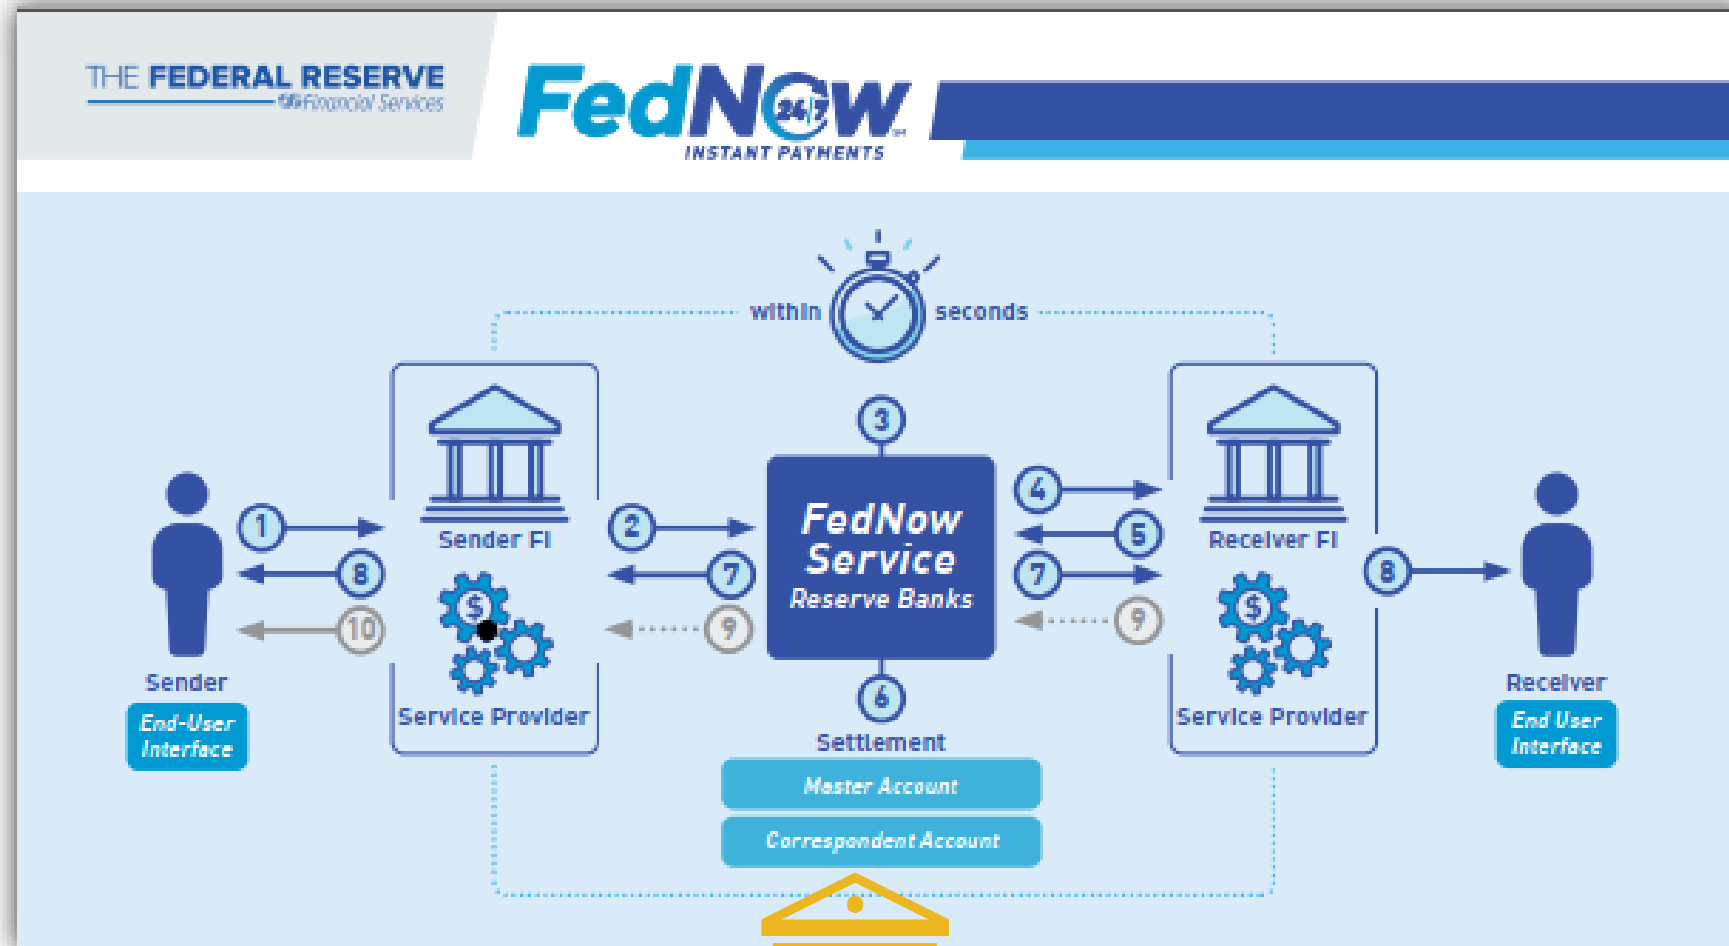 THE FEDERAL RESERVE
Financial Services
FedNow
24/7
INSTANT PAYMENTS
within seconds
3
4
1
2
5
FedNow
Service
Reserve Banks
Sender FI
Receiver FI
8
7
7
8
$
$
10
9
9
Sender
Receiver
End-User
Interface
End User
Interface
Service Provider
6
Service Provider
Settlement
Master Account
Correspondent Account